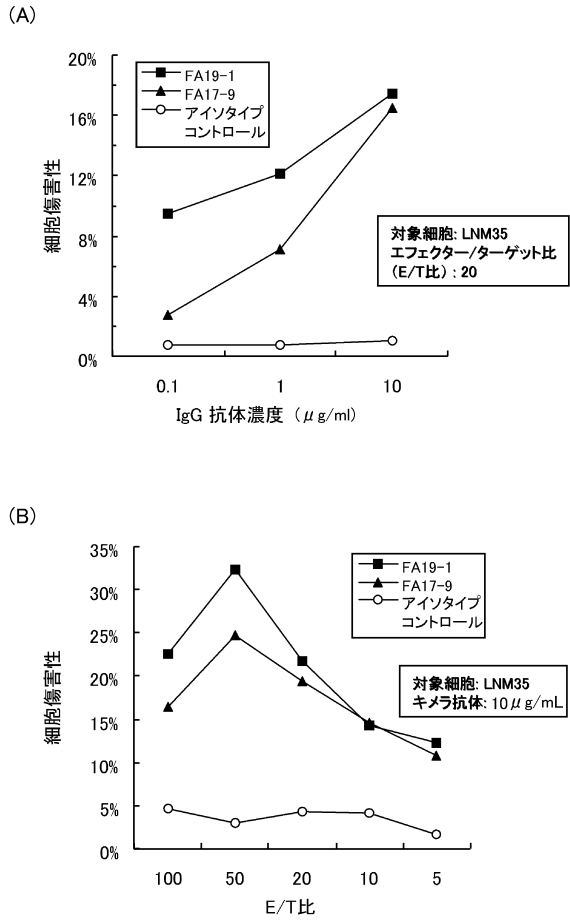 (A)
20%
16%
12%
8%
4%
0%
細胞傷害性
FA19-1
FA17-9
アイソタイプ
コントロール
対象細胞: LNM35
エフェクター/ターゲット比
(E/T比) : 20
0.1 1 10
IgG 抗体濃度 (μg/ml)
(B)
35%
30%
25%
20%
15%
10%
5%
0%
細胞傷害性
FA19-1
FA17-9
アイソタイプ
コントロール
対象細胞: LNM35
キメラ抗体: 10μg/mL
100 50 20 10 5
E/T比